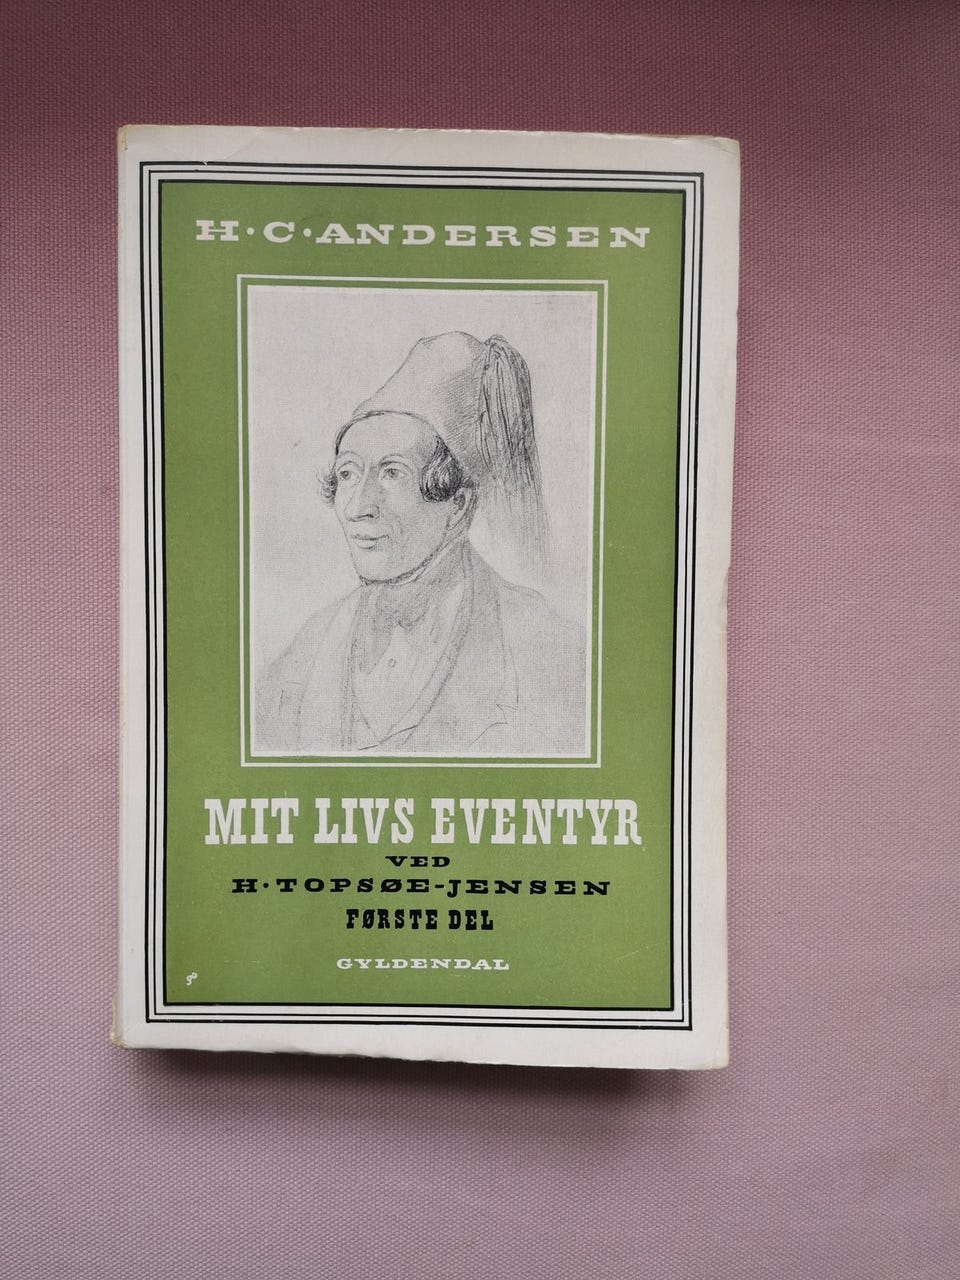 H·C·ANDERSEN
MIT LIVS EVENTYR
VED
H·TOPSØE-JENSEN
FØRSTE DEL
GYLDENDAL